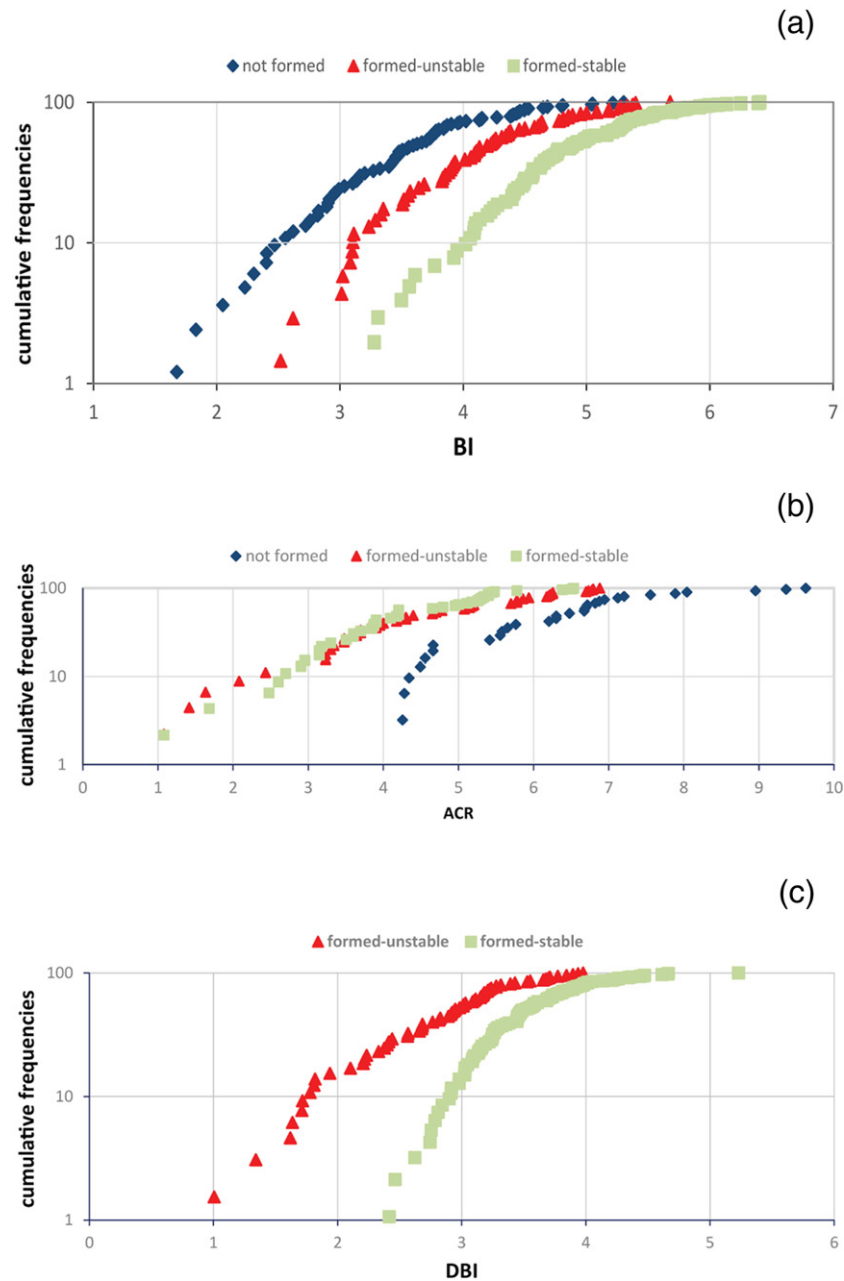 (a)
not formed formed-unstable formed-stable
100
10
1
cumulative frequencies
1 2 3 4 5 6 7
BI
(b)
not formed formed-unstable formed-stable
100
10
1
cumulative frequencies
0 1 2 3 4 5 6 7 8 9 10
ACR
(c)
formed-unstable formed-stable
100
10
1
cumulative frequencies
0 1 2 3 4 5 6
DBI